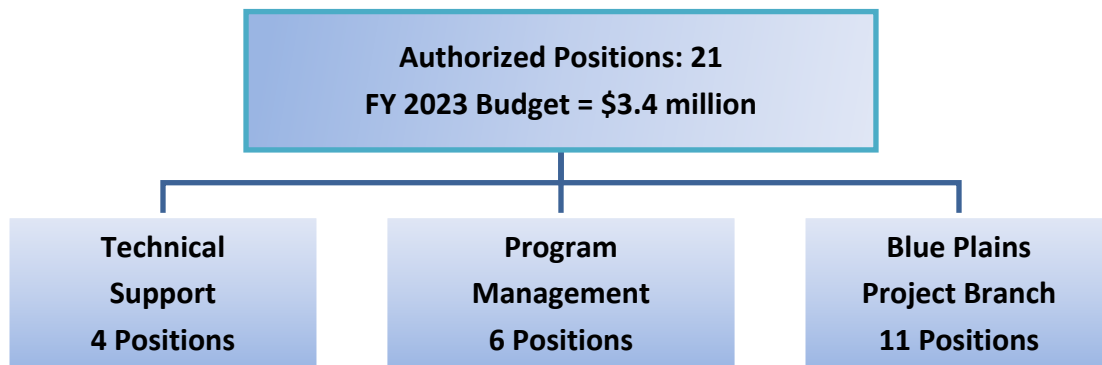 Authorized Positions: 21
FY 2023 Budget = $3.4 million
Technical
Support
4 Positions
Program
Management
6 Positions
Blue Plains
Project Branch
11 Positions